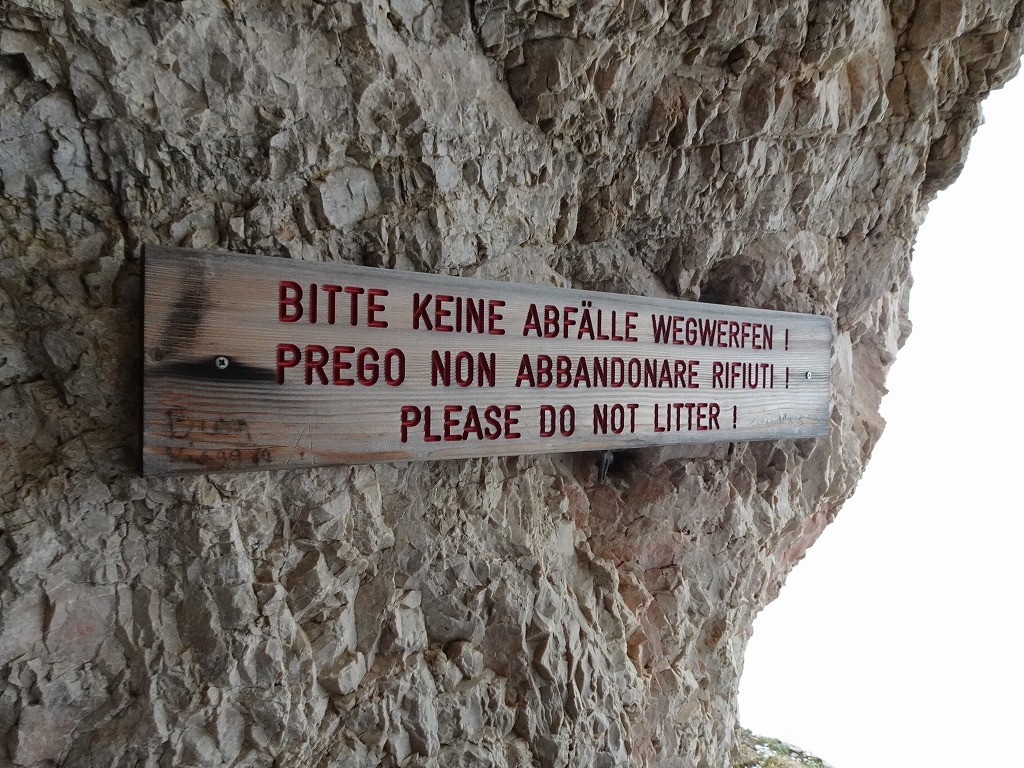 BITTE KEINE ABFÄLLE WEGWERFEN !
PREGO NON ABBANDONARE RIFIUTI !
PLEASE DO NOT LITTER !